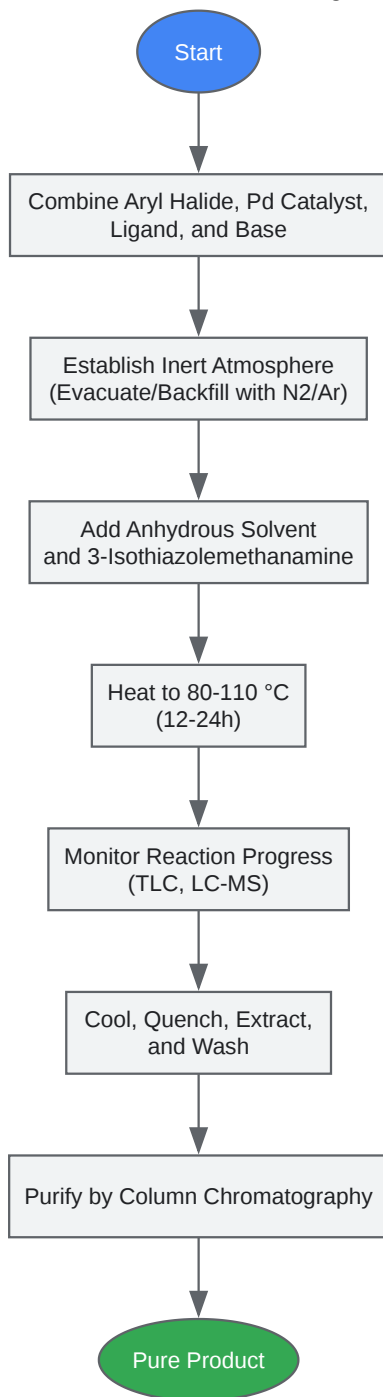 Start
Combine Aryl Halide, Pd Catalyst,
Ligand, and Base
Establish Inert Atmosphere
(Evacuate/Backfill with N2/Ar)
Add Anhydrous Solvent
and 3-Isothiazolemethanamine
Heat to 80-110 °C
(12-24h)
Monitor Reaction Progress
(TLC, LC-MS)
Cool, Quench, Extract,
and Wash
Purify by Column Chromatography
Pure Product